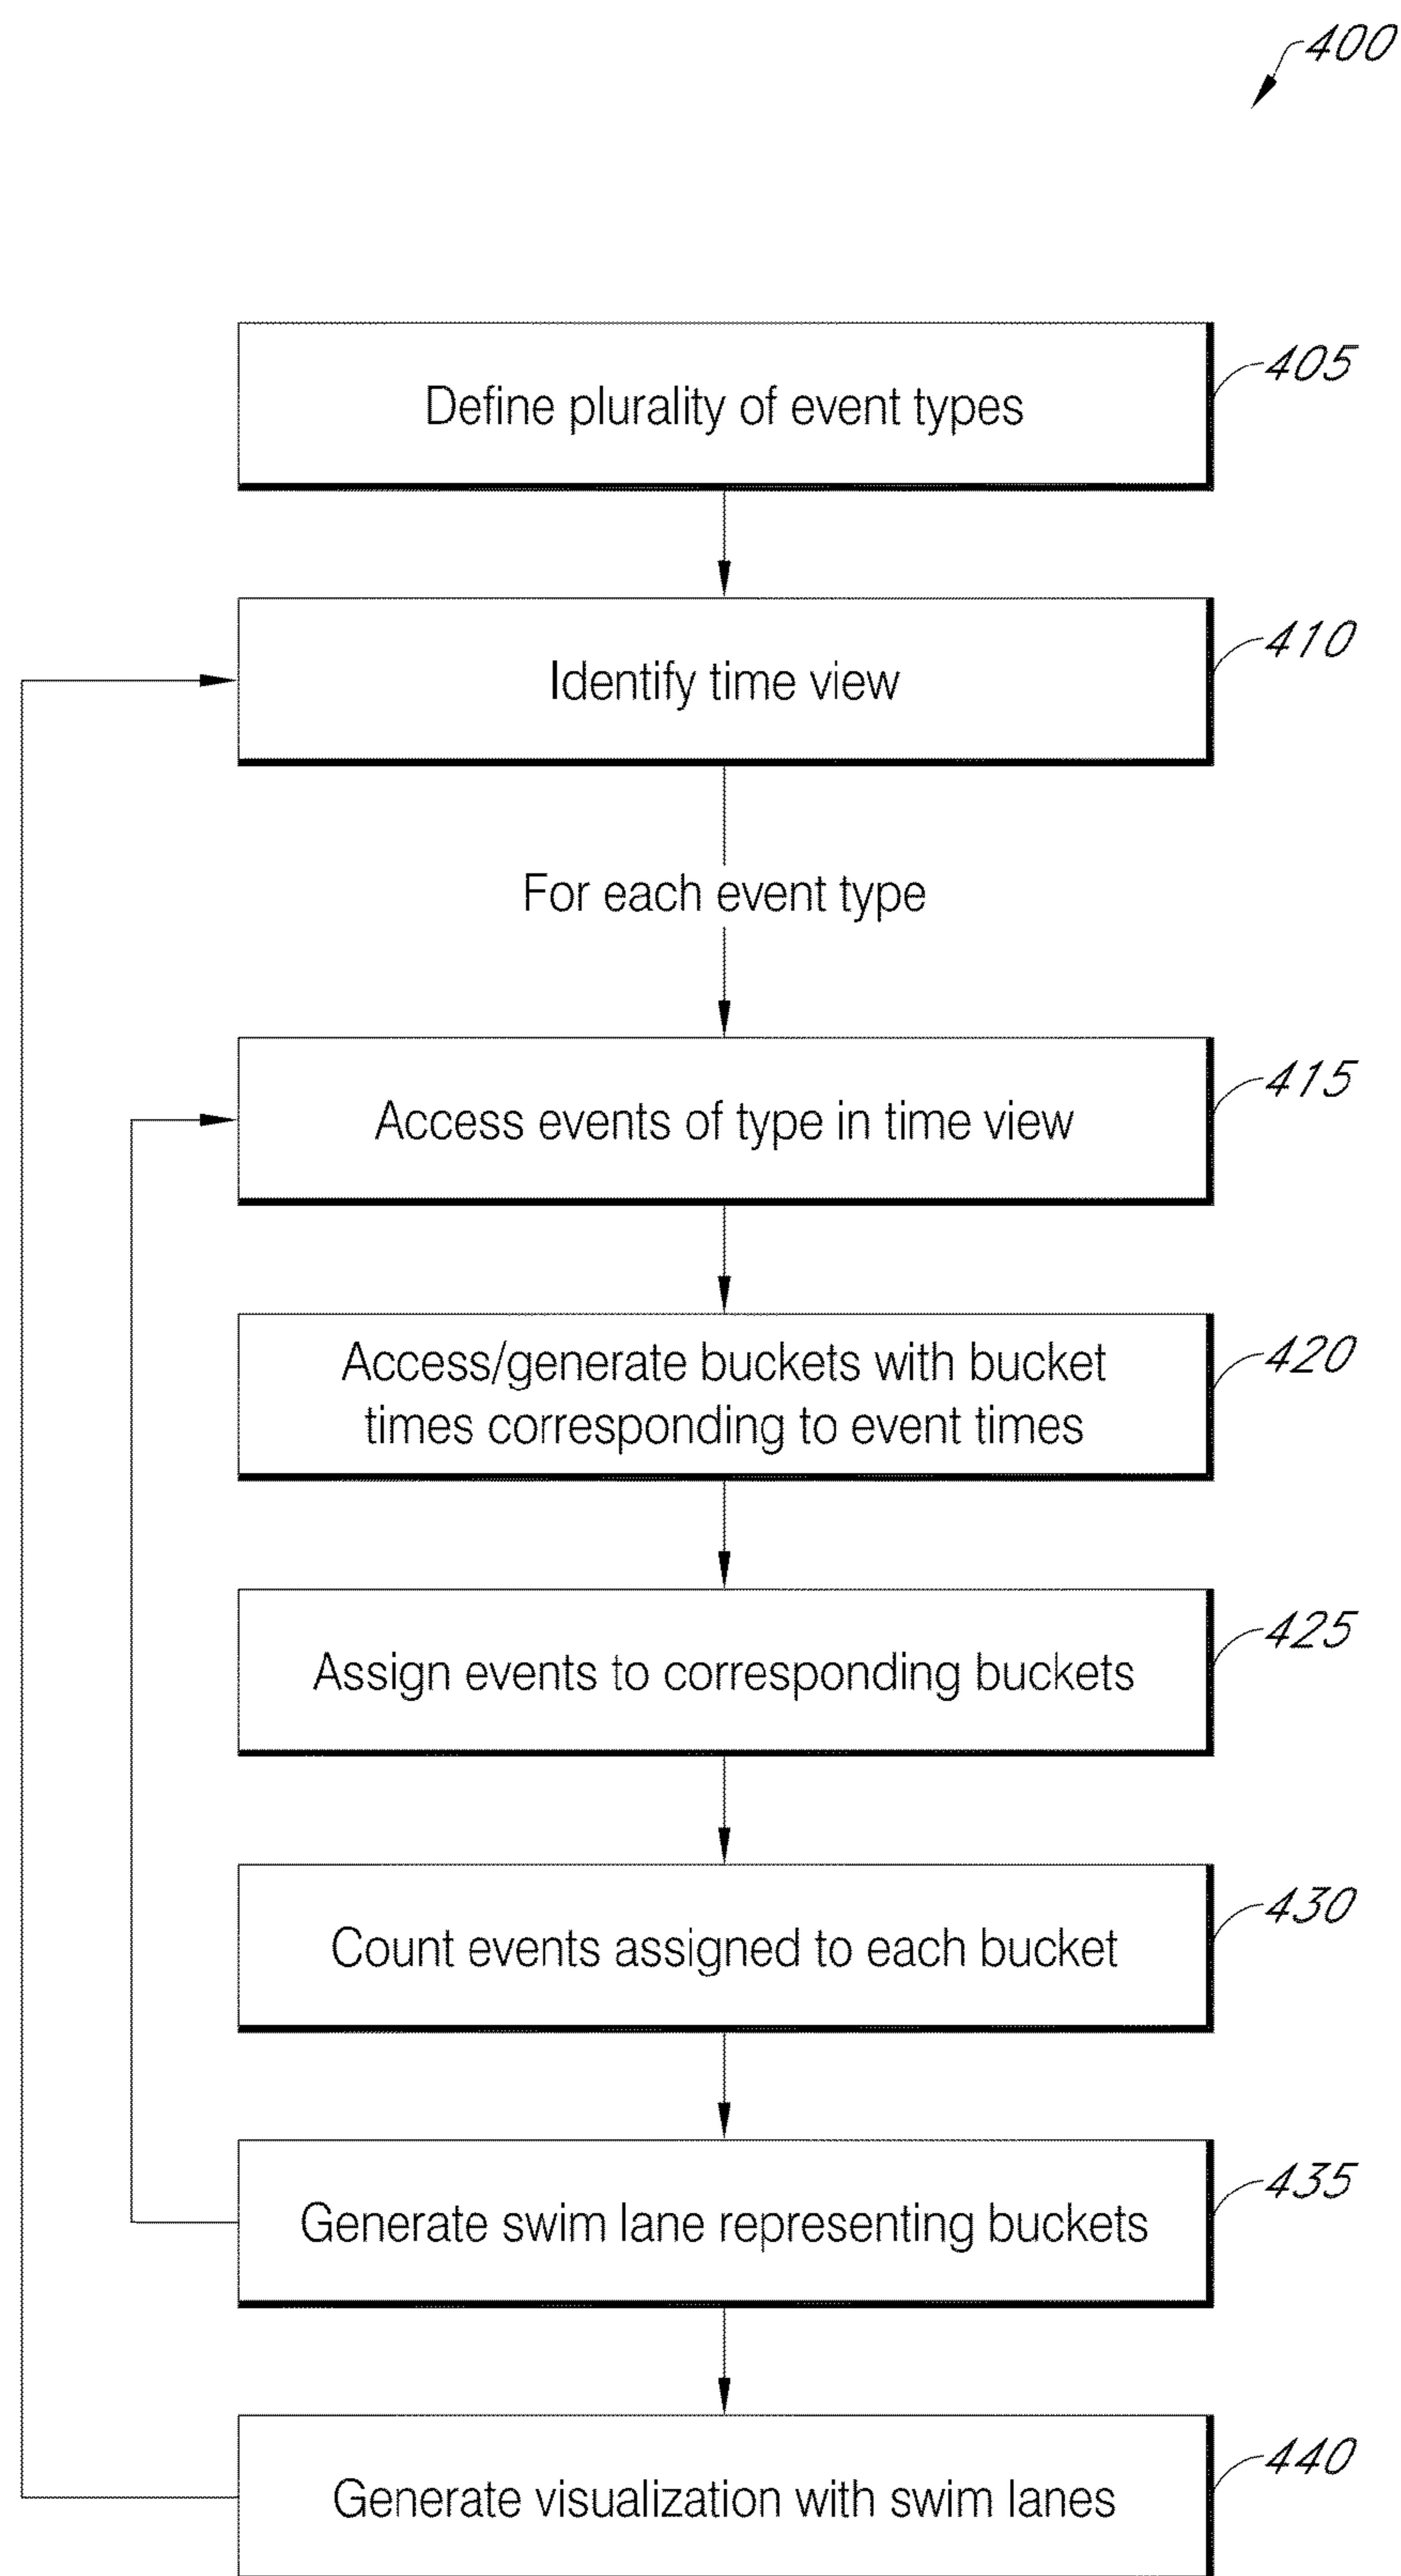 400
Define plurality of event types
405
Identify time view
410
For each event type
Access events of type in time view
415
Access/generate buckets with bucket
times corresponding to event times
420
Assign events to corresponding buckets
425
Count events assigned to each bucket
430
Generate swim lane representing buckets
435
Generate visualization with swim lanes
440